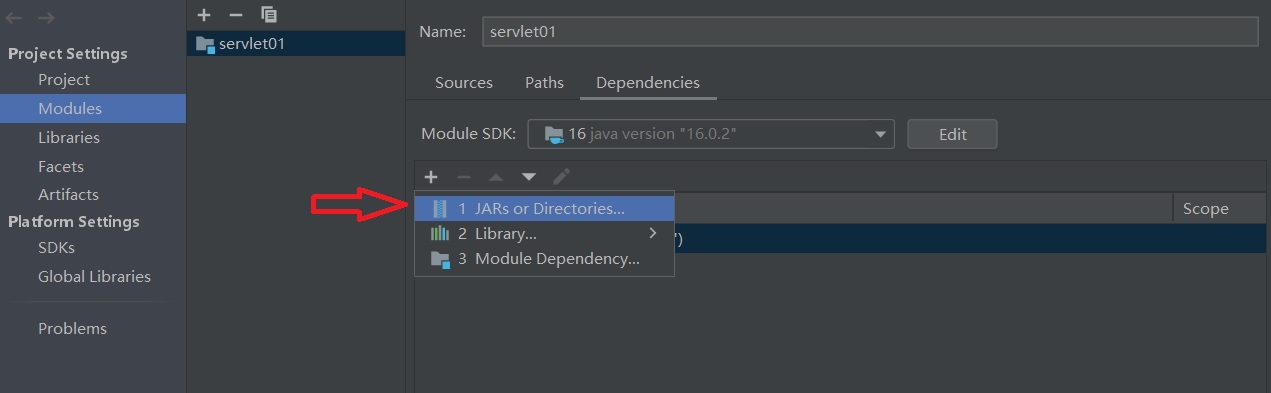 Project Settings
Project
Modules
Libraries
Facets
Artifacts
Platform Settings
SDKs
Global Libraries
Problems
servlet01
Name: servlet01
Sources Paths Dependencies
Module SDK: 16 java version "16.0.2" Edit
1 JARs or Directories...
2 Library...
3 Module Dependency...
Scope